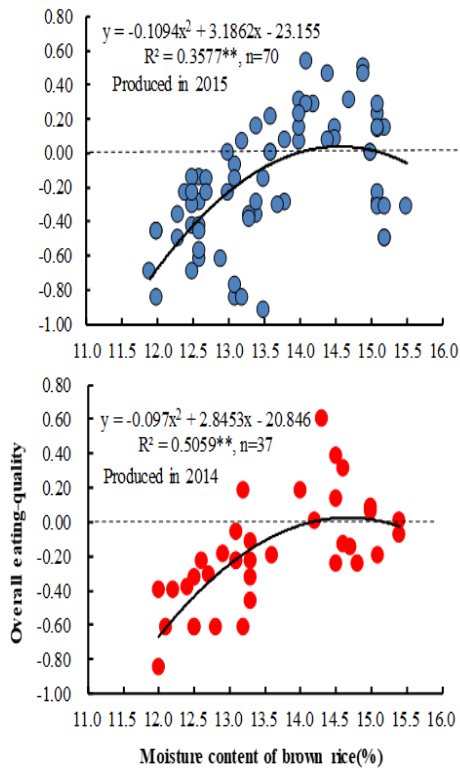 0.80
y = -0.1094x² + 3.1862x - 23.155
0.60
R² = 0.3577**, n=70
0.40
Produced in 2015
0.20
0.00
-0.20
-0.40
-0.60
-0.80
-1.00
11.0 11.5 12.0 12.5 13.0 13.5 14.0 14.5 15.0 15.5 16.0
0.80
0.60
y = -0.097x² + 2.8453x - 20.846
0.40
R² = 0.5059**, n=37
Produced in 2014
0.20
0.00
-0.20
-0.40
-0.60
-0.80
-1.00
Overall eating-quality
11.0 11.5 12.0 12.5 13.0 13.5 14.0 14.5 15.0 15.5 16.0
Moisture content of brown rice(%)